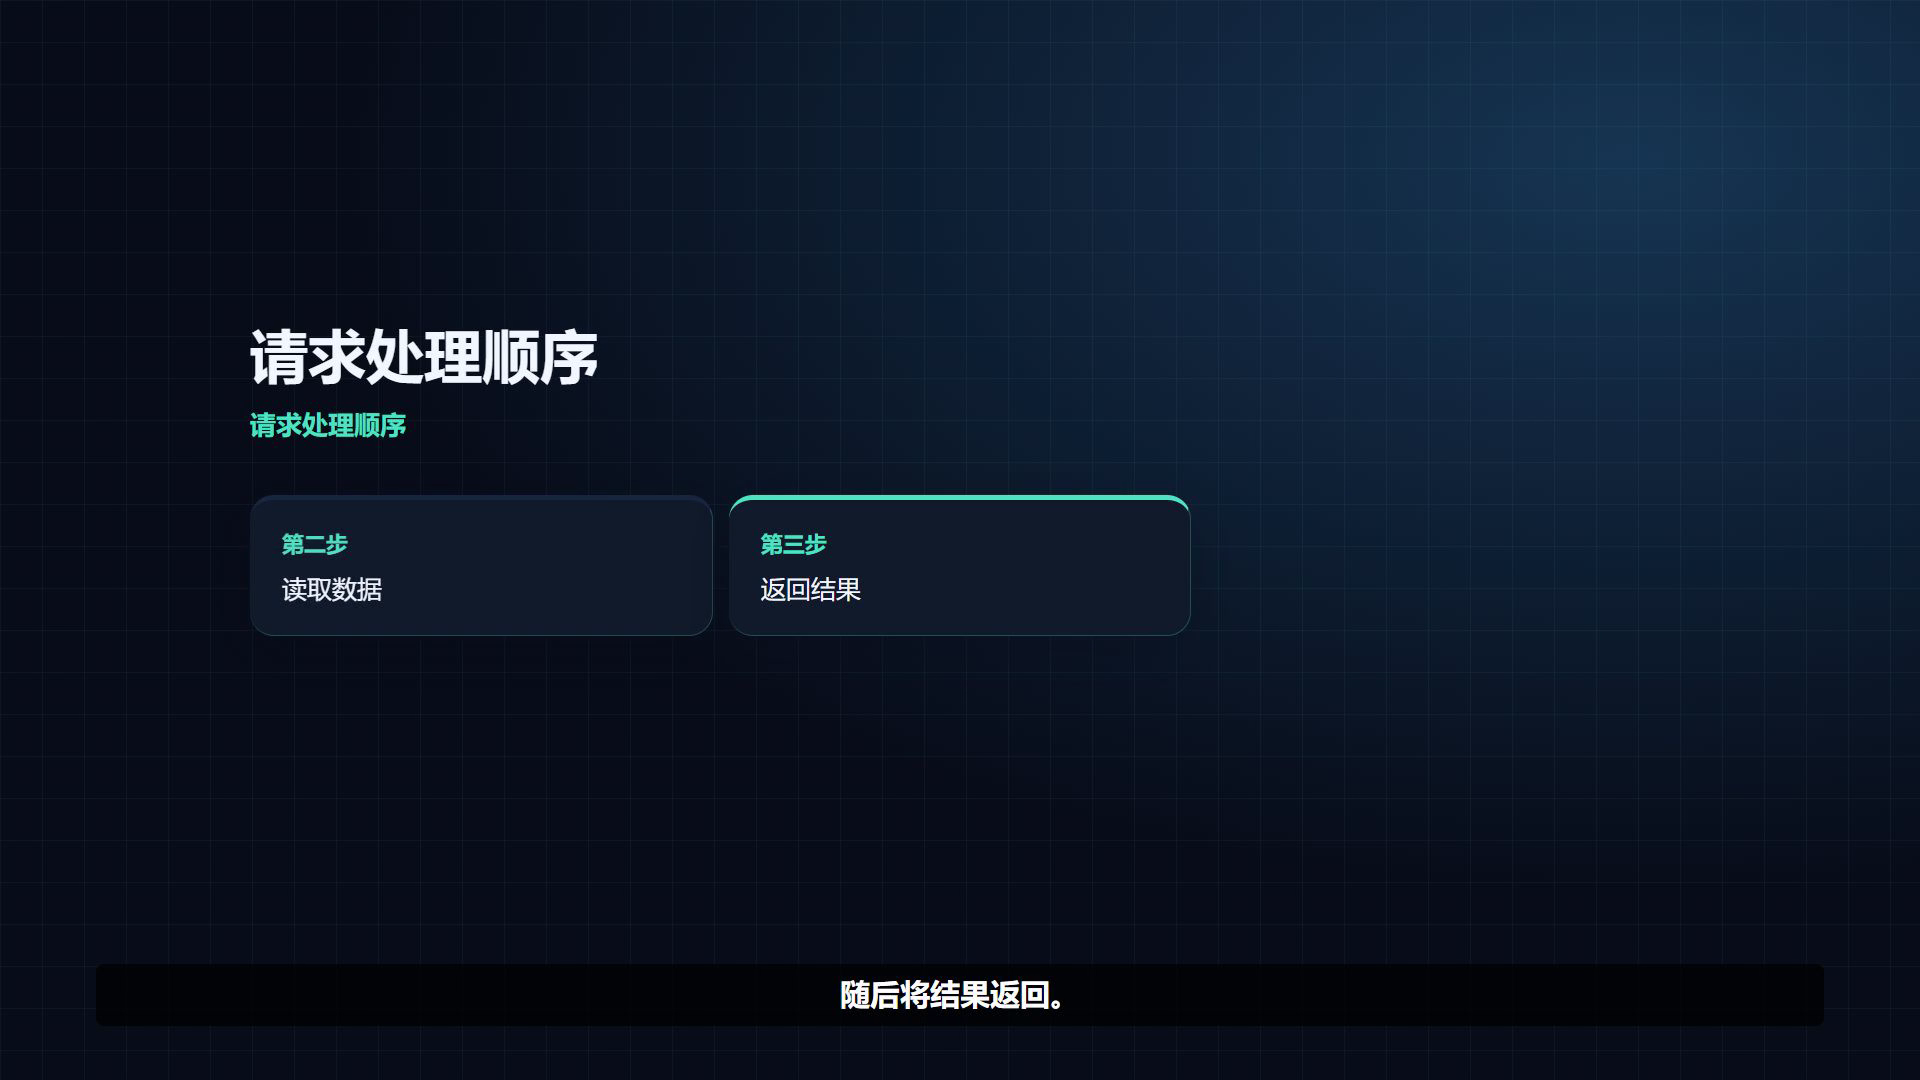 请求处理顺序
请求处理顺序
第二步
读取数据
第三步
返回结果
随后将结果返回。